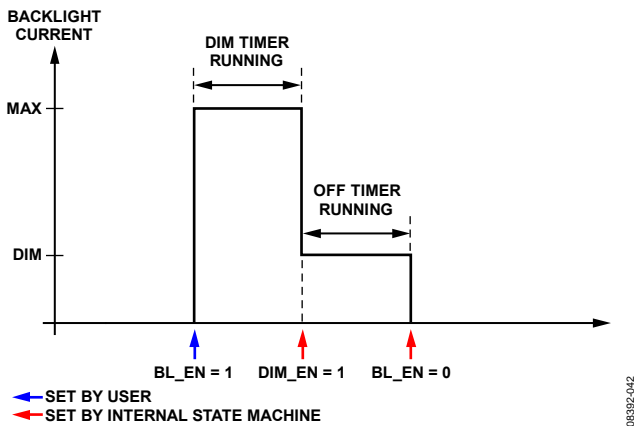 BACKLIGHT
CURRENT
DIM TIMER
RUNNING
MAX
OFF TIMER
RUNNING
DIM
BL_EN = 1
DIM_EN = 1
BL_EN = 0
SET BY USER
SET BY INTERNAL STATE MACHINE
08392-042